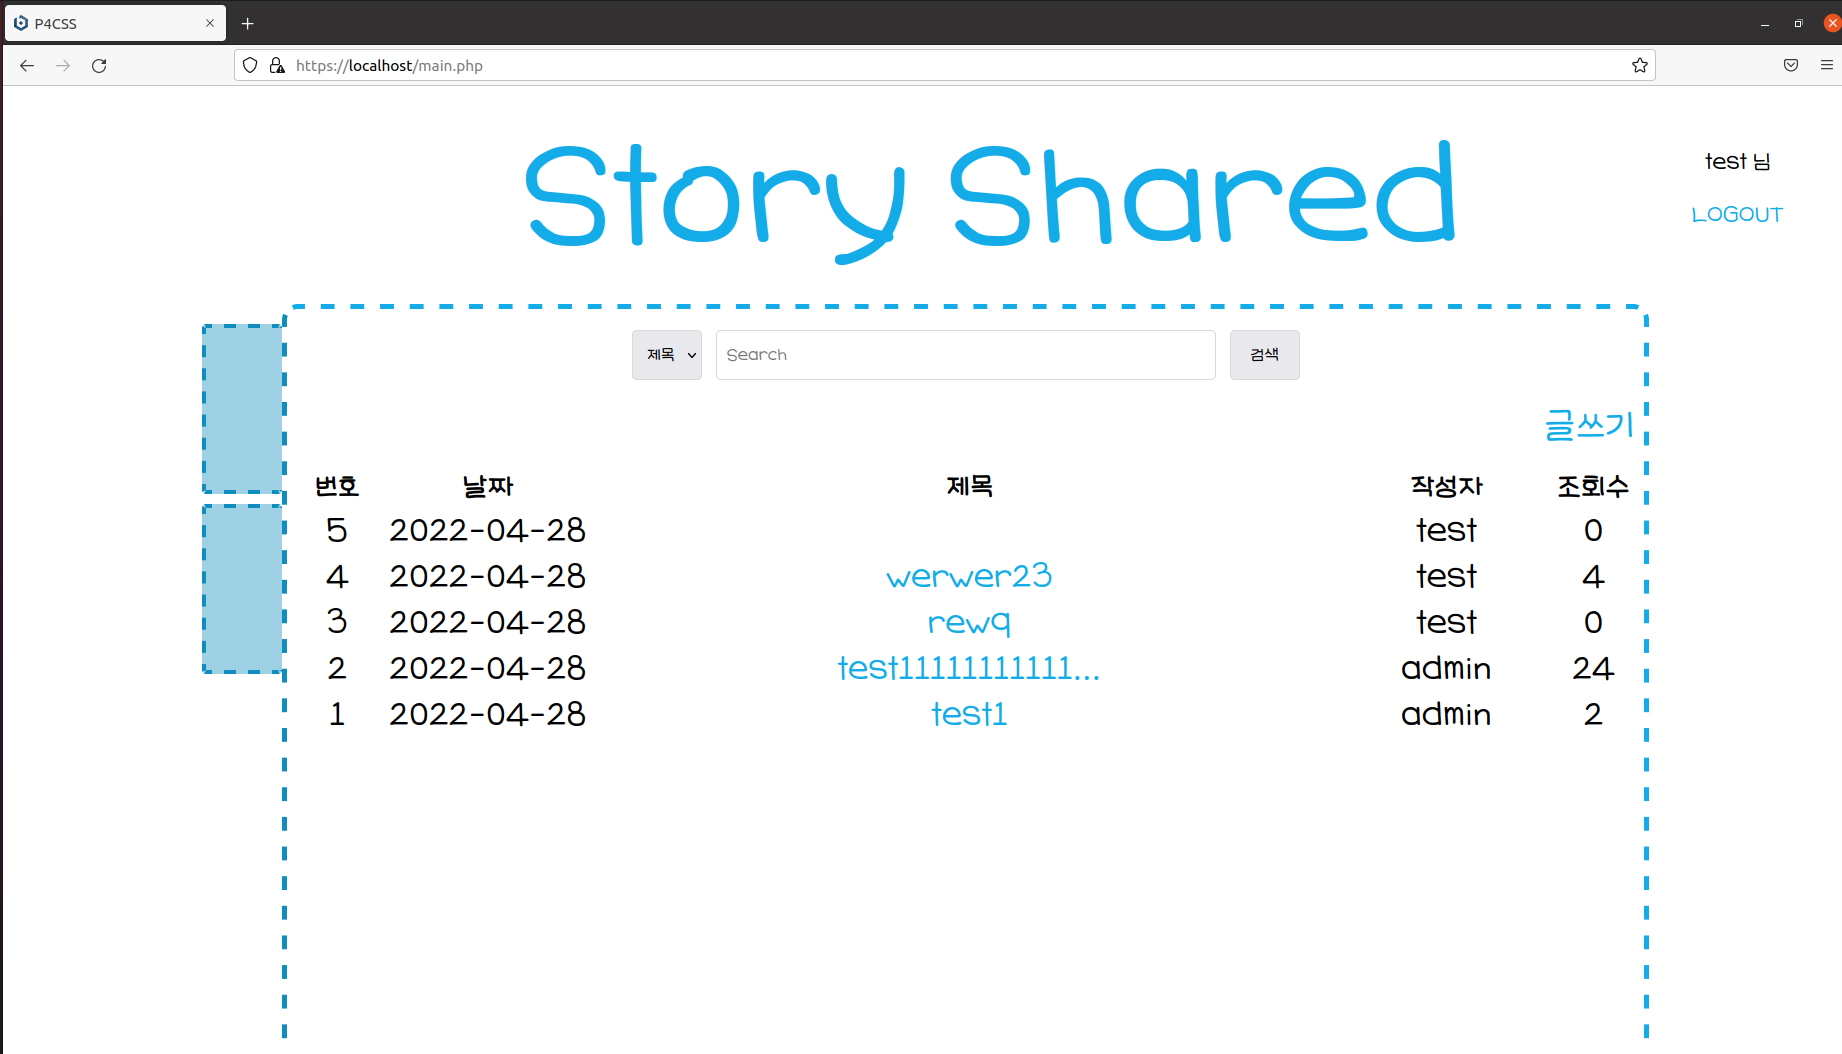 P4CSS
https://localhost/main.php
Story Shared
test 님
LOGOUT
제목 Search 검색
글쓰기
번호 날짜 제목 작성자 조회수
5 2022-04-28 test 0
4 2022-04-28 werwer23 test 4
3 2022-04-28 rewq test 0
2 2022-04-28 test11111111111... admin 24
1 2022-04-28 test1 admin 2